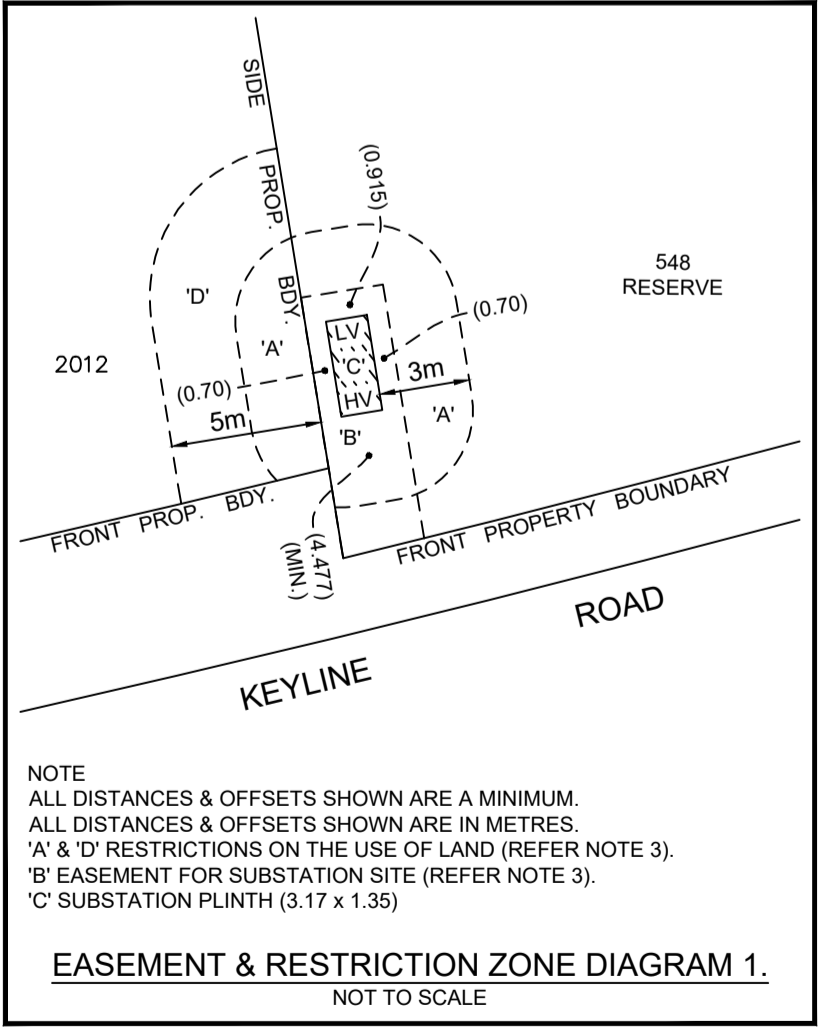 SIDE PROP. BDY.
(0.915)
'D'
548
RESERVE
(0.70)
LV
'A'
2012
'C'
3m
(0.70)
HV
5m
'A'
'B'
FRONT PROP. BDY.
FRONT PROPERTY BOUNDARY
(4.477)
(MIN.)
KEYLINE ROAD
NOTE
ALL DISTANCES & OFFSETS SHOWN ARE A MINIMUM.
ALL DISTANCES & OFFSETS SHOWN ARE IN METRES.
'A' & 'D' RESTRICTIONS ON THE USE OF LAND (REFER NOTE 3).
'B' EASEMENT FOR SUBSTATION SITE (REFER NOTE 3).
'C' SUBSTATION PLINTH (3.17 x 1.35)
EASEMENT & RESTRICTION ZONE DIAGRAM 1.
NOT TO SCALE